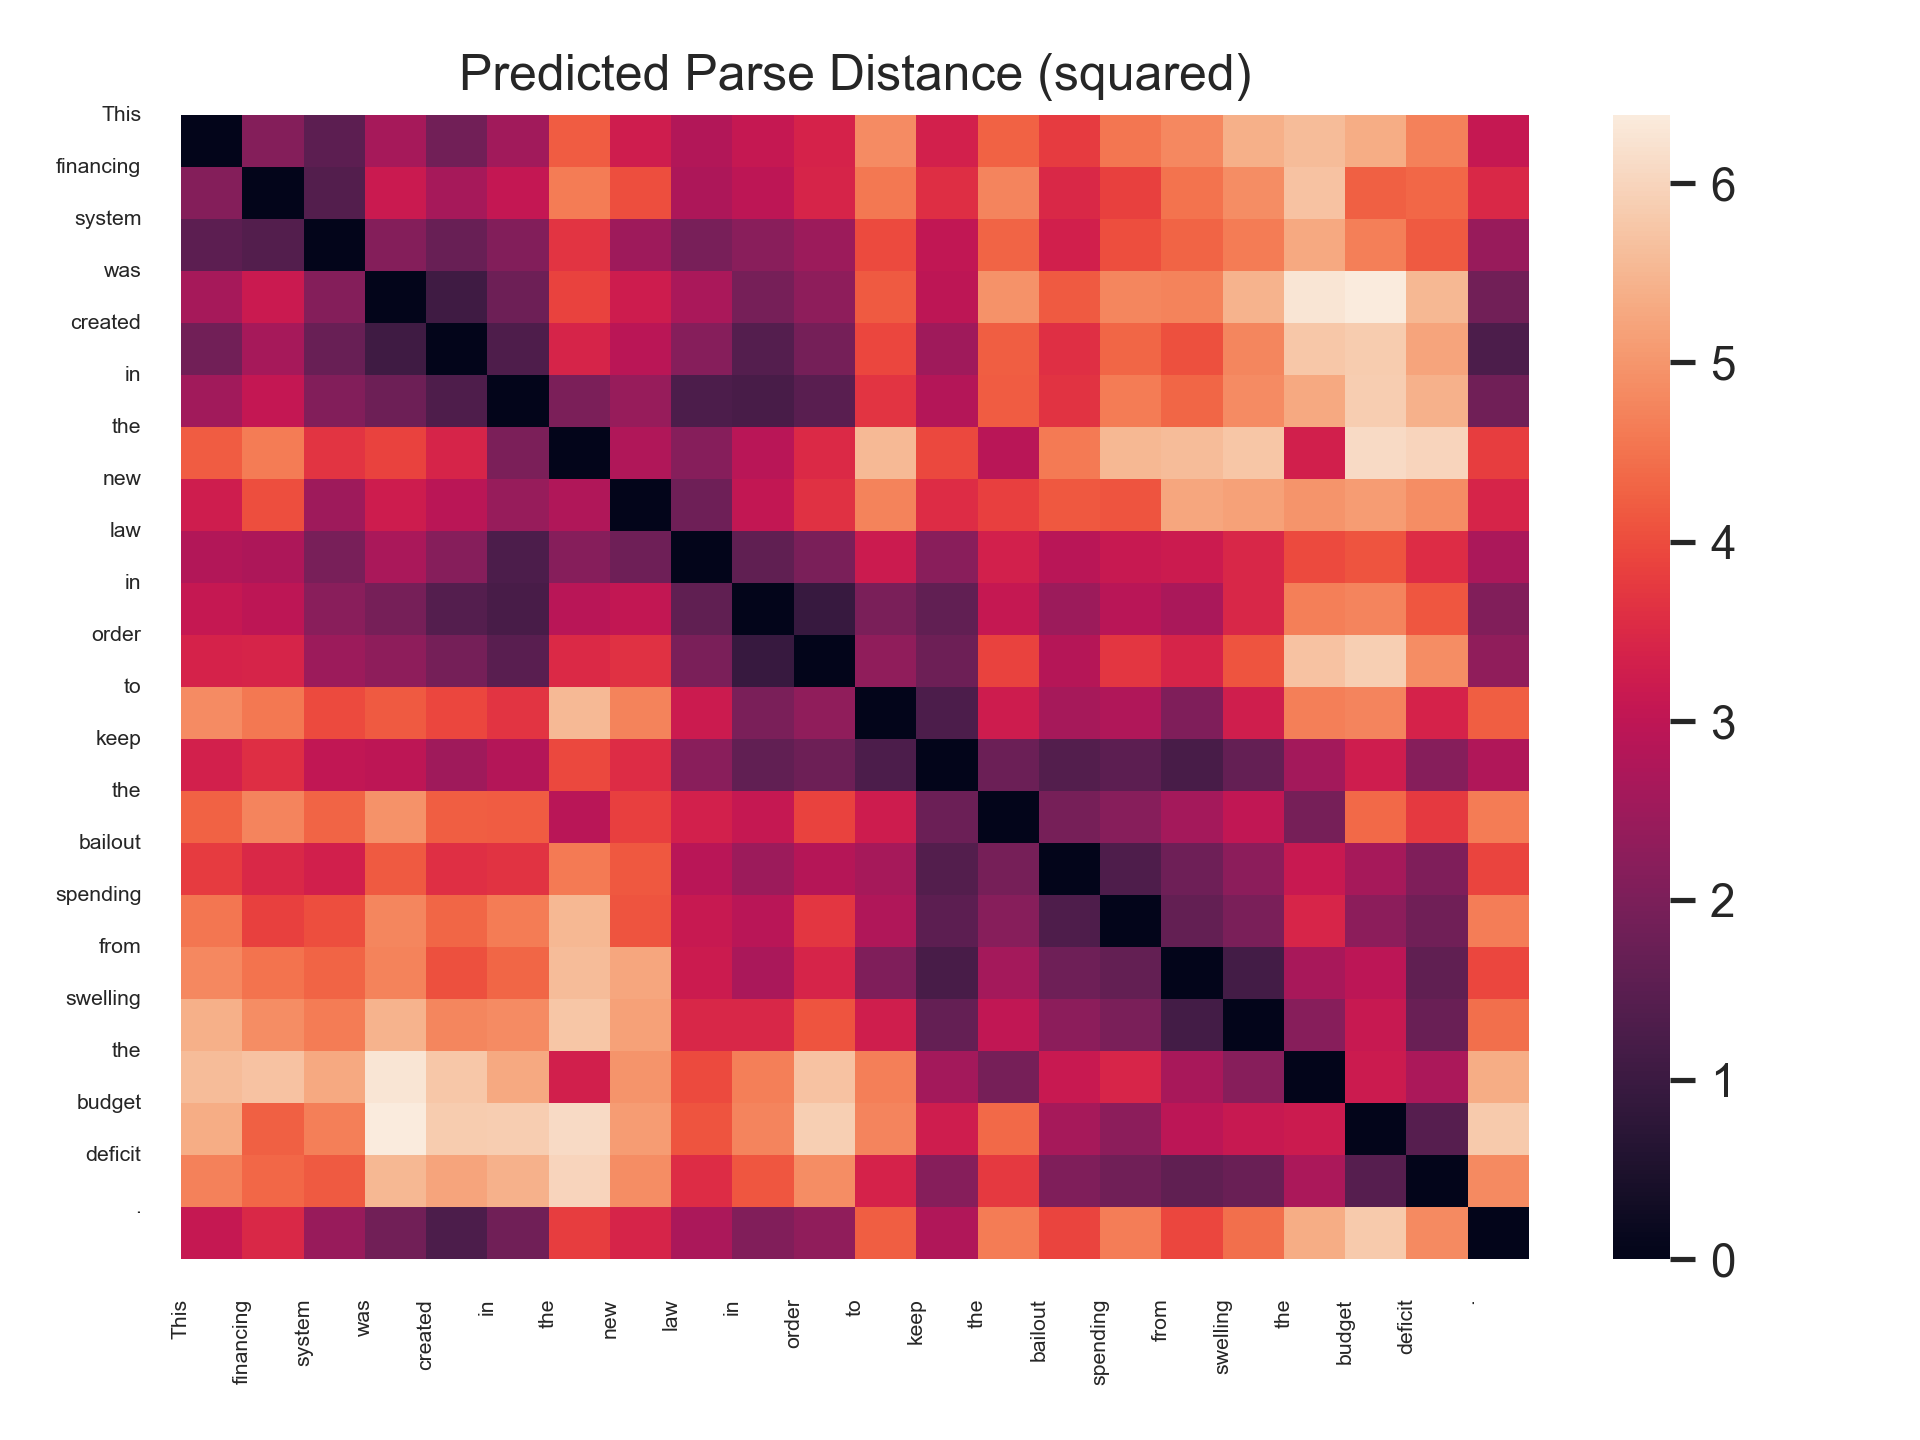 Predicted Parse Distance (squared)
This
financing
system
was
created
in
the
new
law
in
order
to
keep
the
bailout
spending
from
swelling
the
budget
deficit
.
6
5
4
3
2
1
0
This
financing
system
was
created
in
the
new
law
in
order
to
keep
the
bailout
spending
from
swelling
the
budget
deficit
.